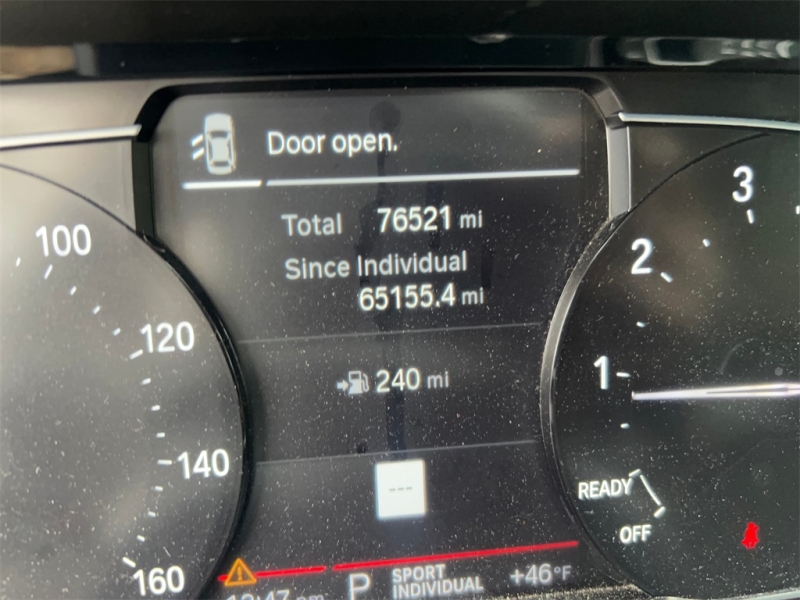 Door open.
Total 76521 mi
Since Individual
65155.4 mi
240 mi
---
100
120
140
160
3
2
1
READY
OFF
P
SPORT
INDIVIDUAL
+46°F